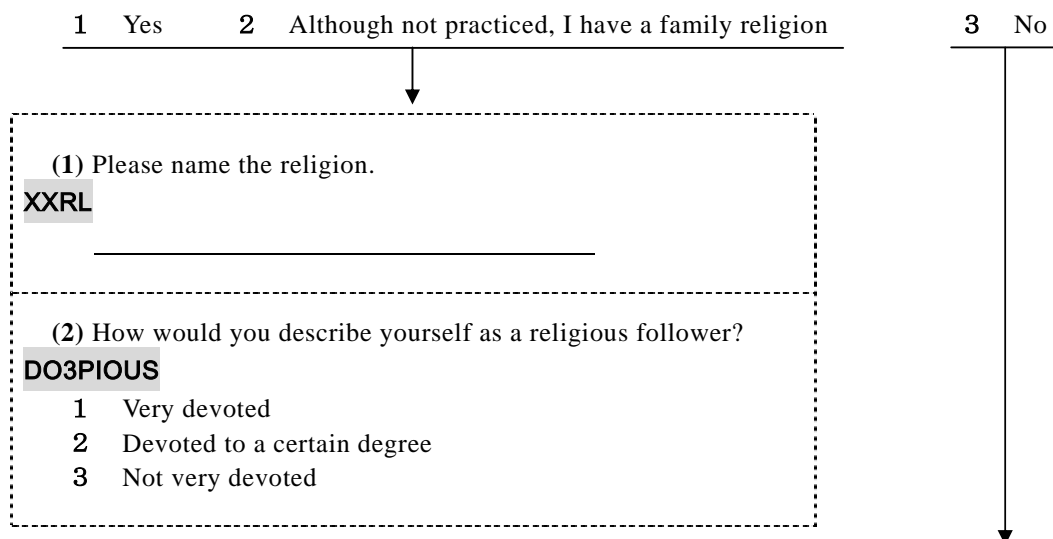 1 Yes 2 Although not practiced, I have a family religion 3 No
(1) Please name the religion.
XXRL
(2) How would you describe yourself as a religious follower?
DO3PIOUS
1 Very devoted
2 Devoted to a certain degree
3 Not very devoted